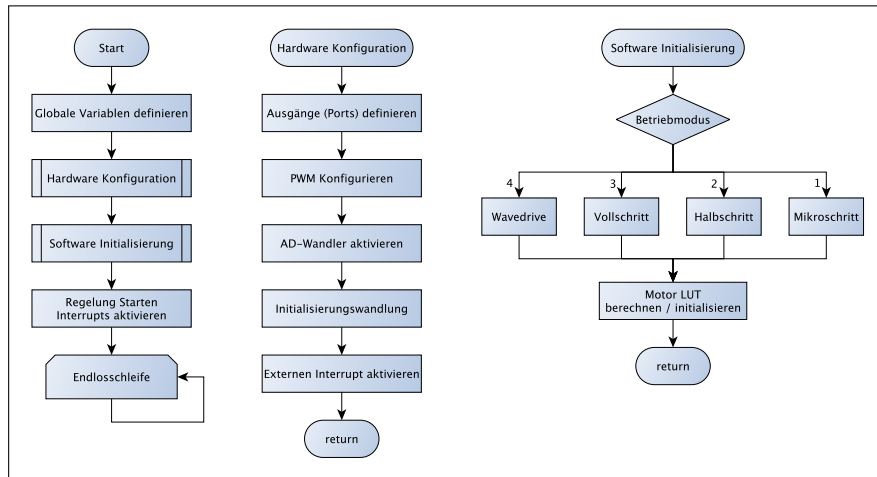 Start
Globale Variablen definieren
Hardware Konfiguration
Software Initialisierung
Regelung Starten
Interrupts aktivieren
Endlosschleife
Hardware Konfiguration
Ausgänge (Ports) definieren
PWM Konfigurieren
AD-Wandler aktivieren
Initialisierungswandlung
Externen Interrupt aktivieren
return
Software Initialisierung
Betriebmodus
4 3 2 1
Wavedrive Vollschritt Halbschritt Mikroschritt
Motor LUT
berechnen / initialisieren
return